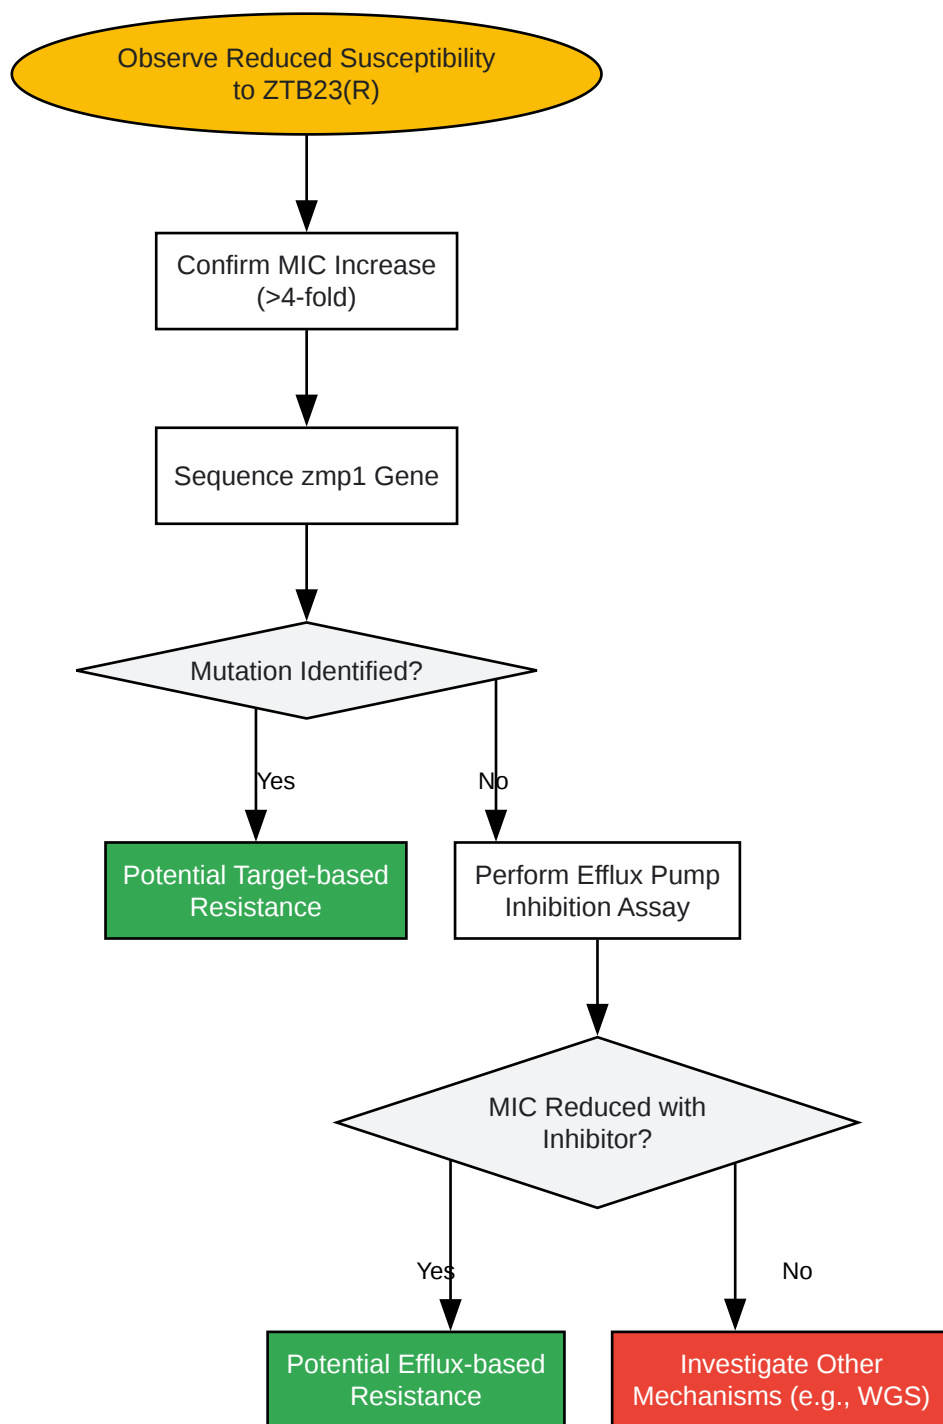 Observe Reduced Susceptibility
to ZTB23(R)
Confirm MIC Increase
(>4-fold)
Sequence zmp1 Gene
Mutation Identified?
Yes
No
Potential Target-based
Resistance
Perform Efflux Pump
Inhibition Assay
MIC Reduced with
Inhibitor?
Yes
No
Potential Efflux-based
Resistance
Investigate Other
Mechanisms (e.g., WGS)